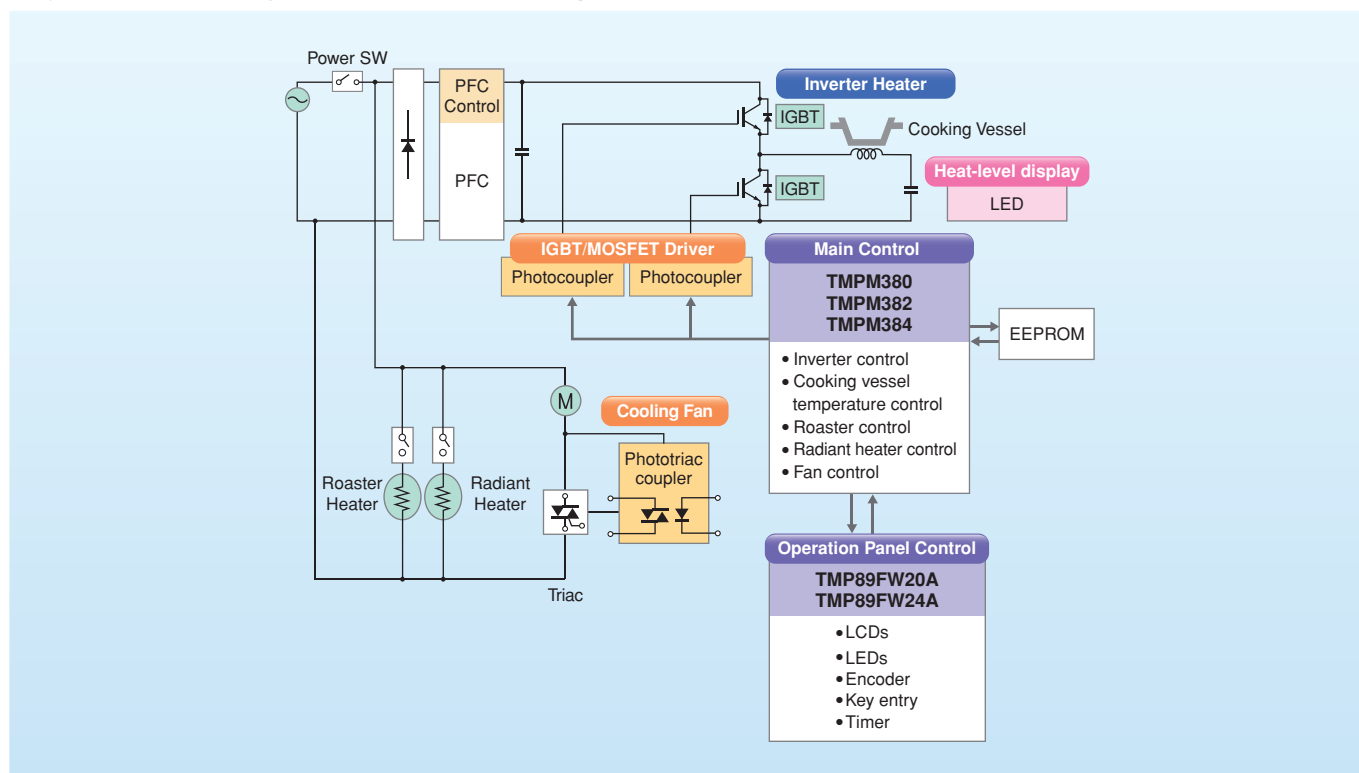 Power SW
PFC
Control
PFC
Inverter Heater
IGBT
Cooking Vessel
IGBT
Heat-level display
LED
IGBT/MOSFET Driver
Photocoupler
Photocoupler
Main Control
TMPM380
TMPM382
TMPM384
• Inverter control
• Cooking vessel
temperature control
• Roaster control
• Radiant heater control
• Fan control
EEPROM
M
Cooling Fan
Phototriac
coupler
Roaster
Heater
Radiant
Heater
Triac
Operation Panel Control
TMP89FW20A
TMP89FW24A
• LCDs
• LEDs
• Encoder
• Key entry
• Timer